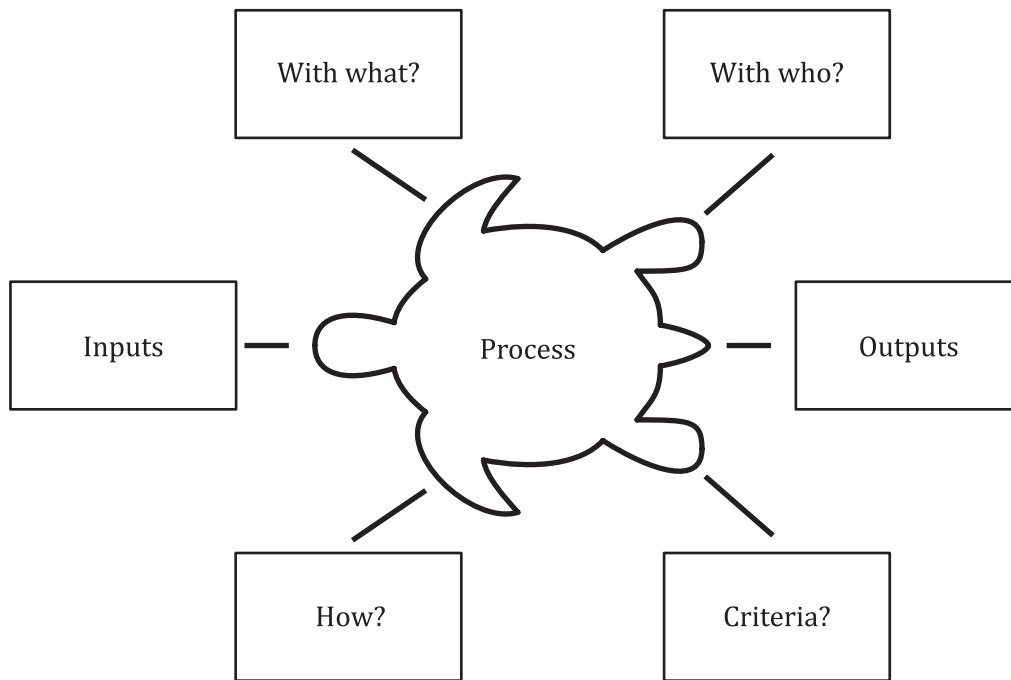 With what?
With who?
Inputs
Process
Outputs
How?
Criteria?